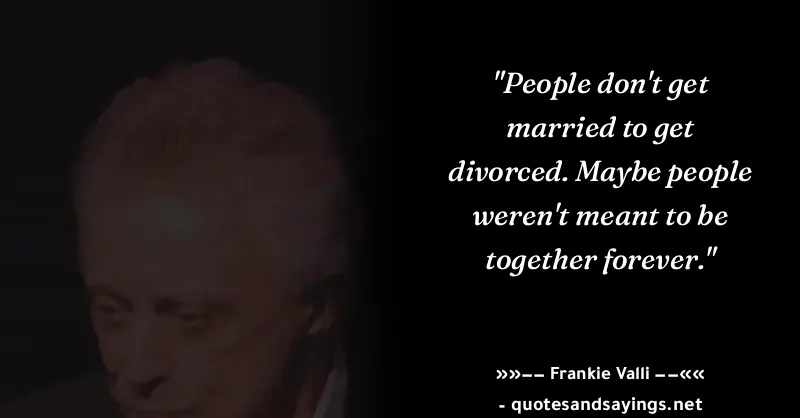 "People don't get
married to get
divorced. Maybe people
weren't meant to be
together forever."
»»−− Frankie Valli −−««
- quotesandsayings.net